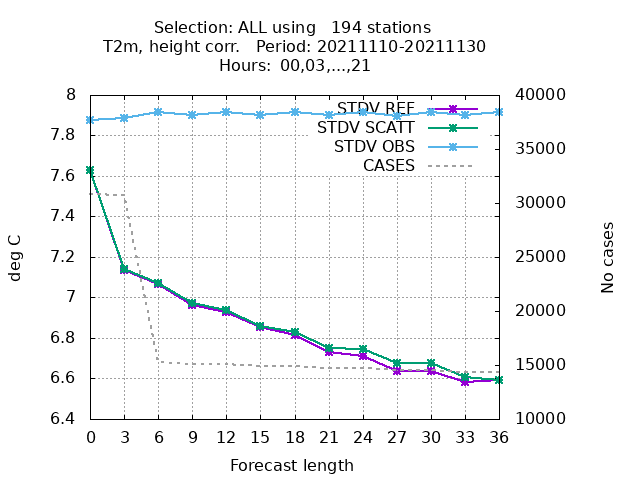 Selection: ALL using   194 stations
T2m, height corr.   Period: 20211110-20211130
Hours: 00,03,...,21
8
7.8
7.6
7.4
7.2
7
6.8
6.6
6.4
deg C
40000
35000
30000
25000
20000
15000
10000
No cases
STDV REF
STDV SCATT
STDV OBS
CASES
0 3 6 9 12 15 18 21 24 27 30 33 36
Forecast length